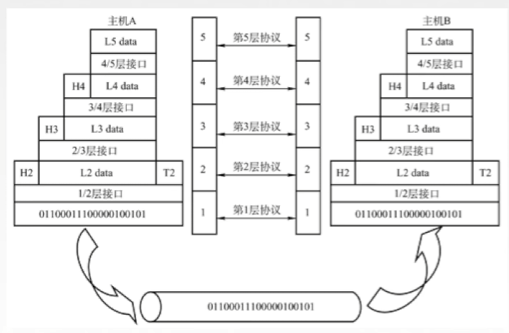 主机A
L5 data
4/5层接口
H4 L4 data
3/4层接口
H3 L3 data
2/3层接口
H2 L2 data T2
1/2层接口
01100011100000100101
5 第5层协议 5
4 第4层协议 4
3 第3层协议 3
2 第2层协议 2
1 第1层协议 1
主机B
L5 data
4/5层接口
H4 L4 data
3/4层接口
H3 L3 data
2/3层接口
H2 L2 data T2
1/2层接口
01100011100000100101
01100011100000100101